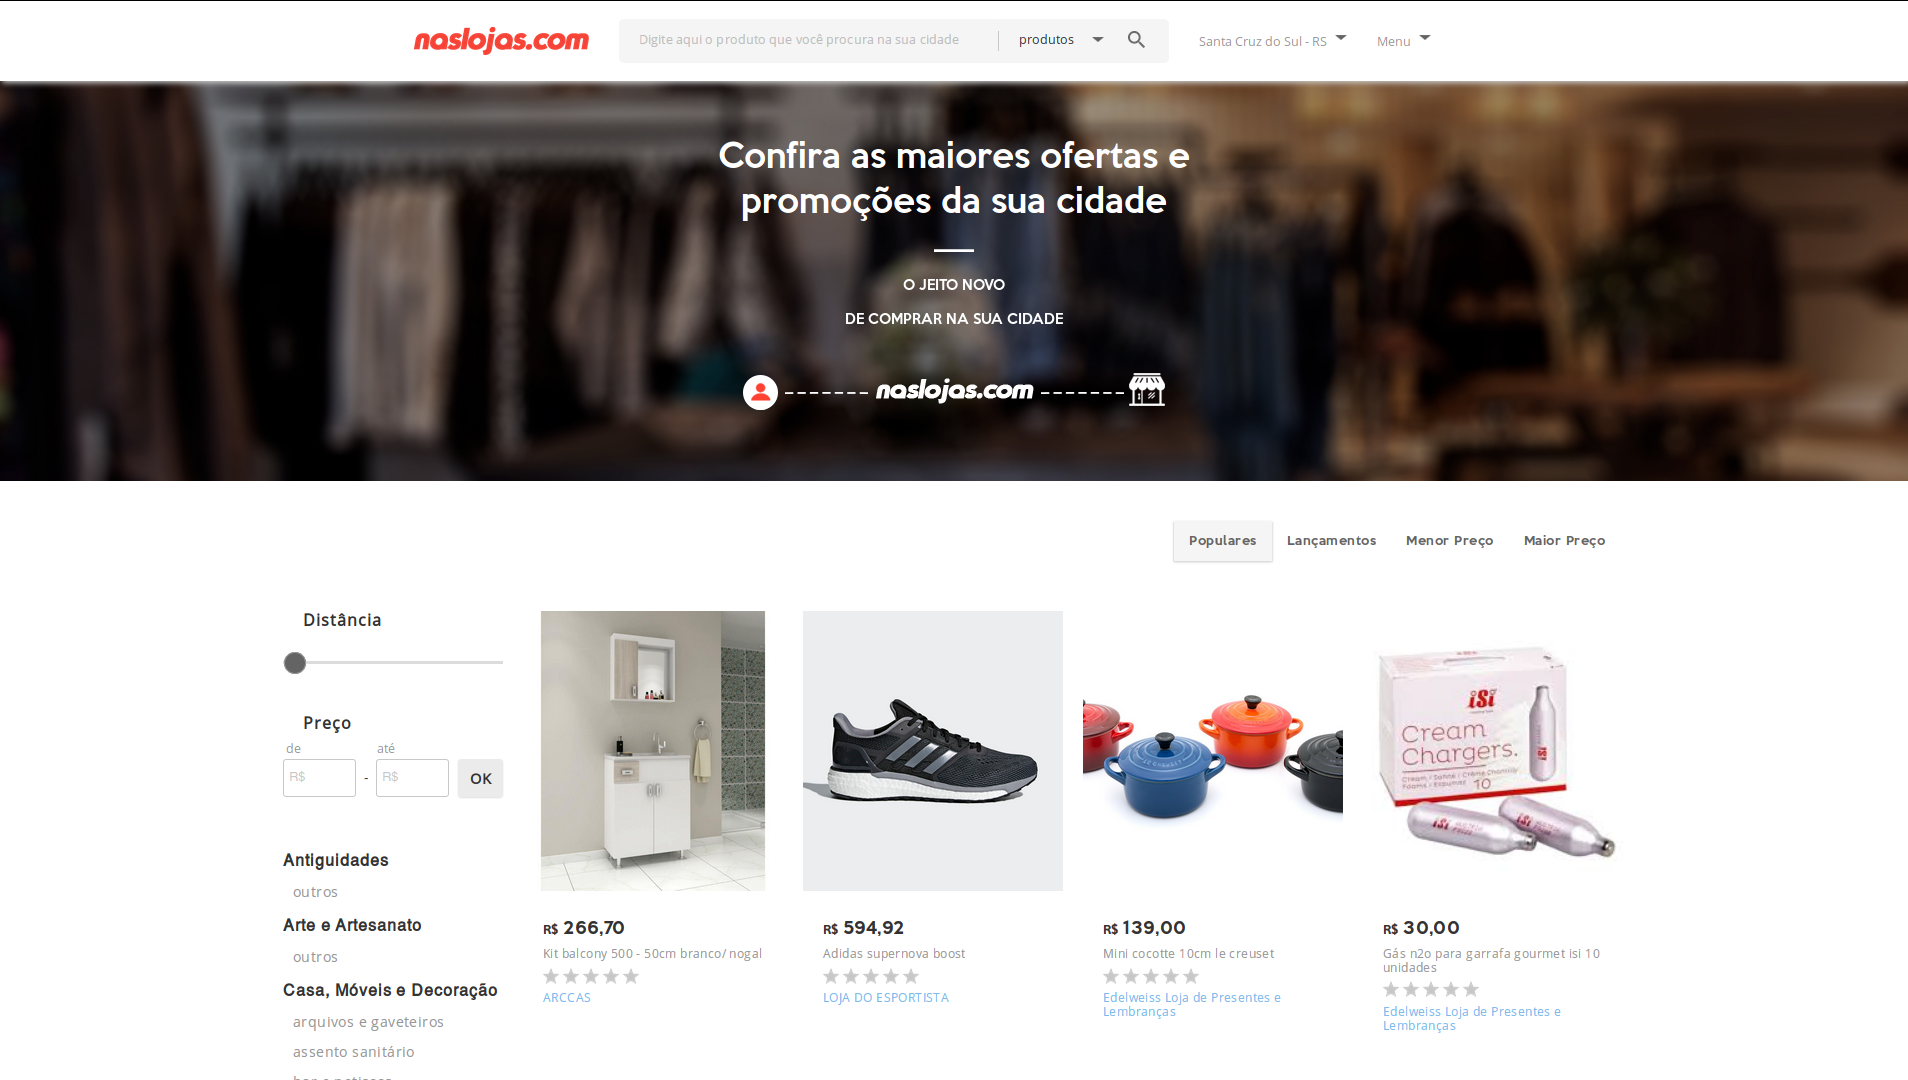 naslojas.com
Digite aqui o produto que você procura na sua cidade
produtos
Santa Cruz do Sul - RS
Menu
Confira as maiores ofertas e
promoções da sua cidade
O JEITO NOVO
DE COMPRAR NA SUA CIDADE
naslojas.com
Populares
Lançamentos
Menor Preço
Maior Preço
Distância
Preço
de
até
R$
-
R$
OK
Antiguidades
outros
Arte e Artesanato
outros
Casa, Móveis e Decoração
arquivos e gaveteiros
assento sanitário
R$ 266,70
Kit balcony 500 - 50cm branco/ nogal
ARCCAS
R$ 594,92
Adidas supernova boost
LOJA DO ESPORTISTA
LE CREUSET
R$ 139,00
Mini cocotte 10cm le creuset
Edelweiss Loja de Presentes e
Lembranças
iSi
Cream
Chargers.
10
iSi
iSi
R$ 30,00
Gás n2o para garrafa gourmet isi 10
unidades
Edelweiss Loja de Presentes e
Lembranças